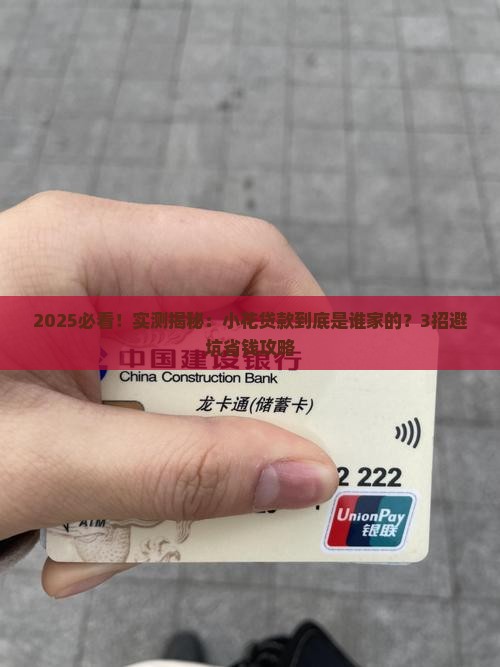 2025必看！实测揭秘：小花贷款到底是谁家的？3招避
坑省钱攻略
中国建设银行
China Construction Bank
龙卡通(储蓄卡)
2 222
ATM
UnionPay
银联